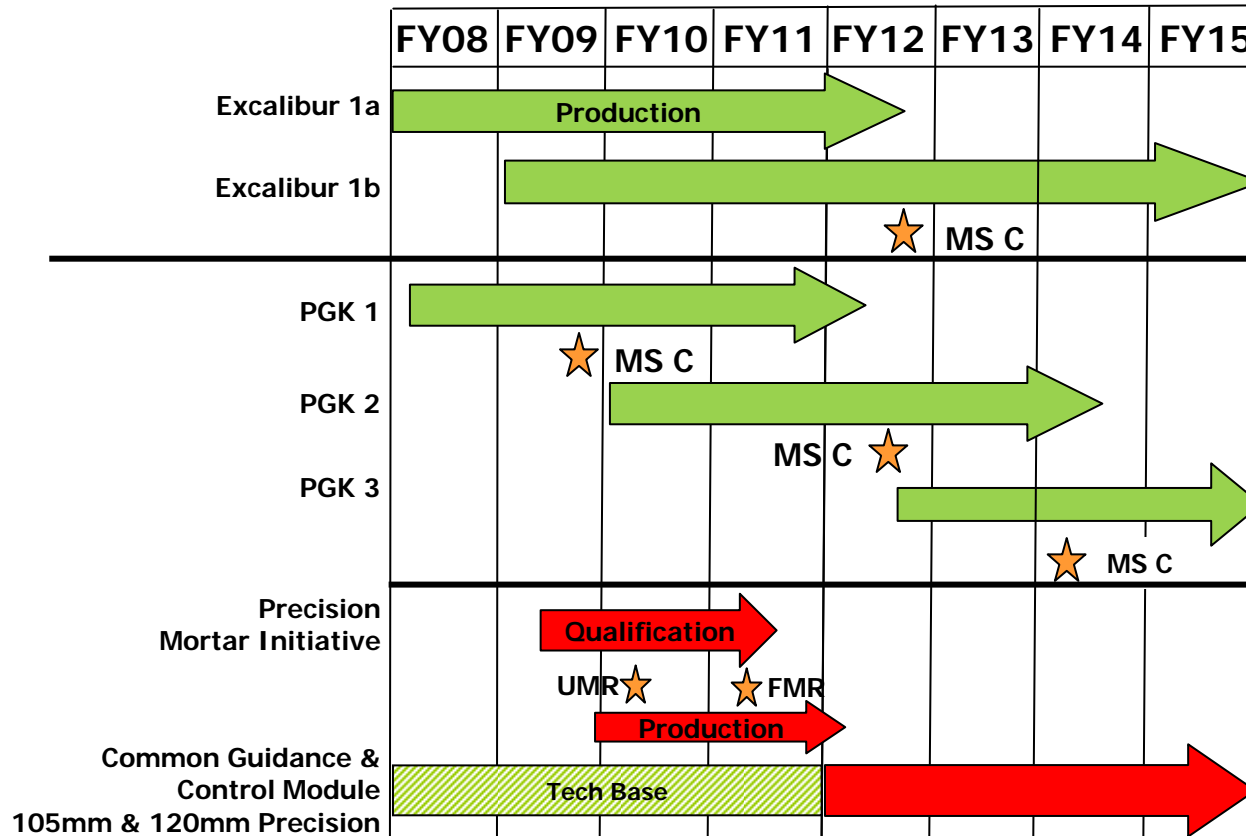 FY08 FY09 FY10 FY11 FY12 FY13 FY14 FY15
Excalibur 1a
Production
Excalibur 1b
MS C
PGK 1
MS C
PGK 2
MS C
PGK 3
MS C
Precision
Mortar Initiative
Qualification
UMR
FMR
Production
Common Guidance &
Control Module
105mm & 120mm Precision
Tech Base